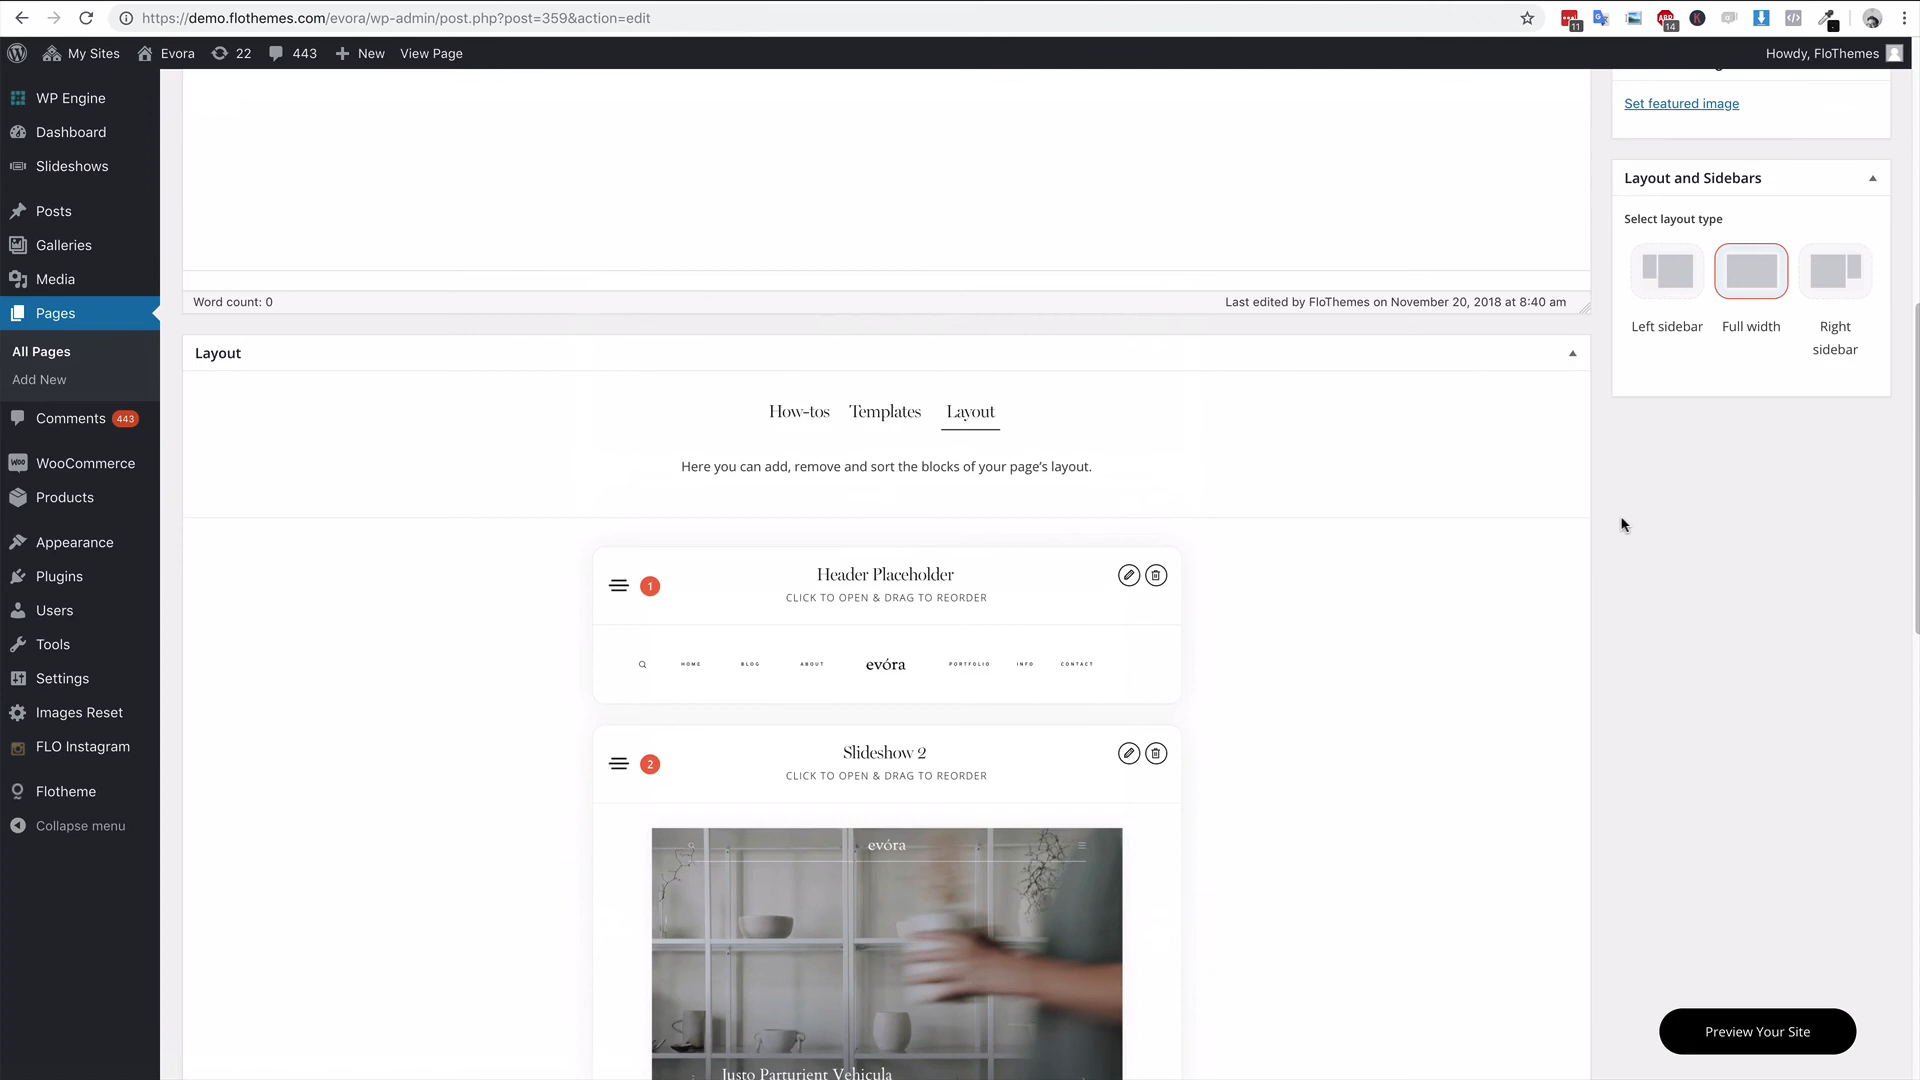 https://demo.flothemes.com/evora/wp-admin/post.php?post=359&action=edit
11
14
My Sites
Evora
22
443
New
View Page
Howdy, FloThemes
WP Engine
Dashboard
Slideshows
Posts
Galleries
Media
Pages
All Pages
Add New
Comments 443
WooCommerce
Products
Appearance
Plugins
Users
Tools
Settings
Images Reset
FLO Instagram
Flotheme
Collapse menu
Word count: 0
Last edited by FloThemes on November 20, 2018 at 8:40 am
Layout
How-tos
Templates
Layout
Here you can add, remove and sort the blocks of your page's layout.
1
Header Placeholder
CLICK TO OPEN & DRAG TO REORDER
HOME
BLOG
ABOUT
evóra
PORTFOLIO
INFO
CONTACT
2
Slideshow 2
CLICK TO OPEN & DRAG TO REORDER
evóra
Justo Parturient Vehicula
Set featured image
Layout and Sidebars
Select layout type
Left sidebar
Full width
Right
sidebar
Preview Your Site